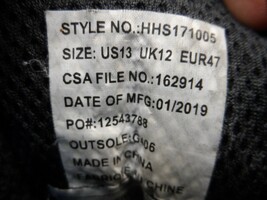 STYLE NO.:HHS171005
SIZE: US13 UK12 EUR47
CSA FILE NO.:162914
DATE OF MFG:01/2019
PO#:12543788
OUTSOLE:
MADE IN CHINA